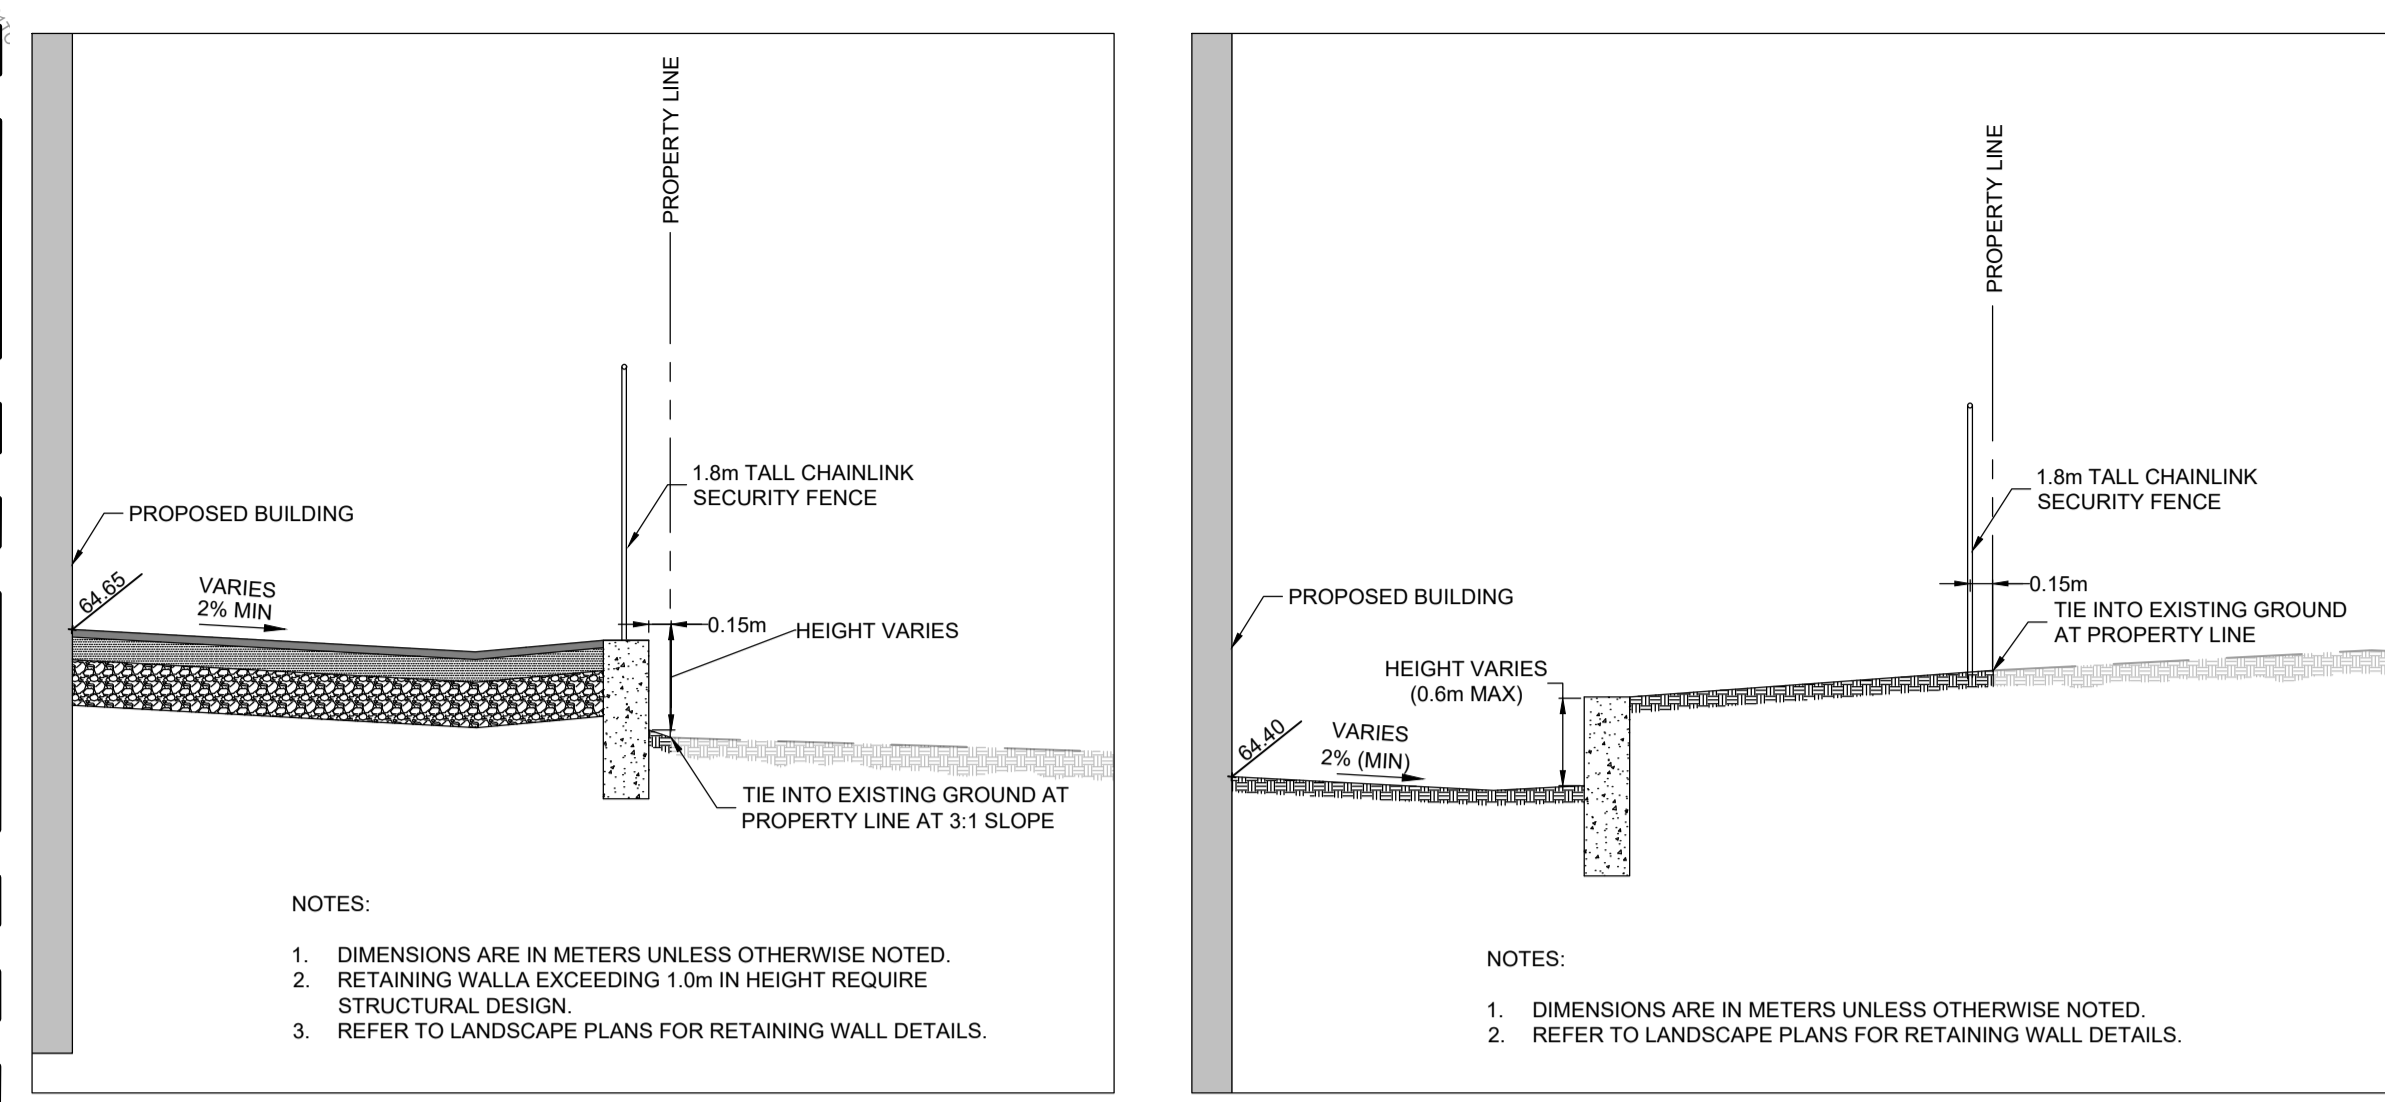 PROPERTY LINE
1.8m TALL CHAINLINK
SECURITY FENCE
PROPOSED BUILDING
64.65
VARIES
2% MIN
0.15m
HEIGHT VARIES
TIE INTO EXISTING GROUND AT
PROPERTY LINE AT 3:1 SLOPE
NOTES:
1. DIMENSIONS ARE IN METERS UNLESS OTHERWISE NOTED.
2. RETAINING WALLA EXCEEDING 1.0m IN HEIGHT REQUIRE
STRUCTURAL DESIGN.
3. REFER TO LANDSCAPE PLANS FOR RETAINING WALL DETAILS.
PROPERTY LINE
1.8m TALL CHAINLINK
SECURITY FENCE
0.15m
PROPOSED BUILDING
TIE INTO EXISTING GROUND
AT PROPERTY LINE
HEIGHT VARIES
(0.6m MAX)
64.40
VARIES
2% (MIN)
NOTES:
1. DIMENSIONS ARE IN METERS UNLESS OTHERWISE NOTED.
2. REFER TO LANDSCAPE PLANS FOR RETAINING WALL DETAILS.